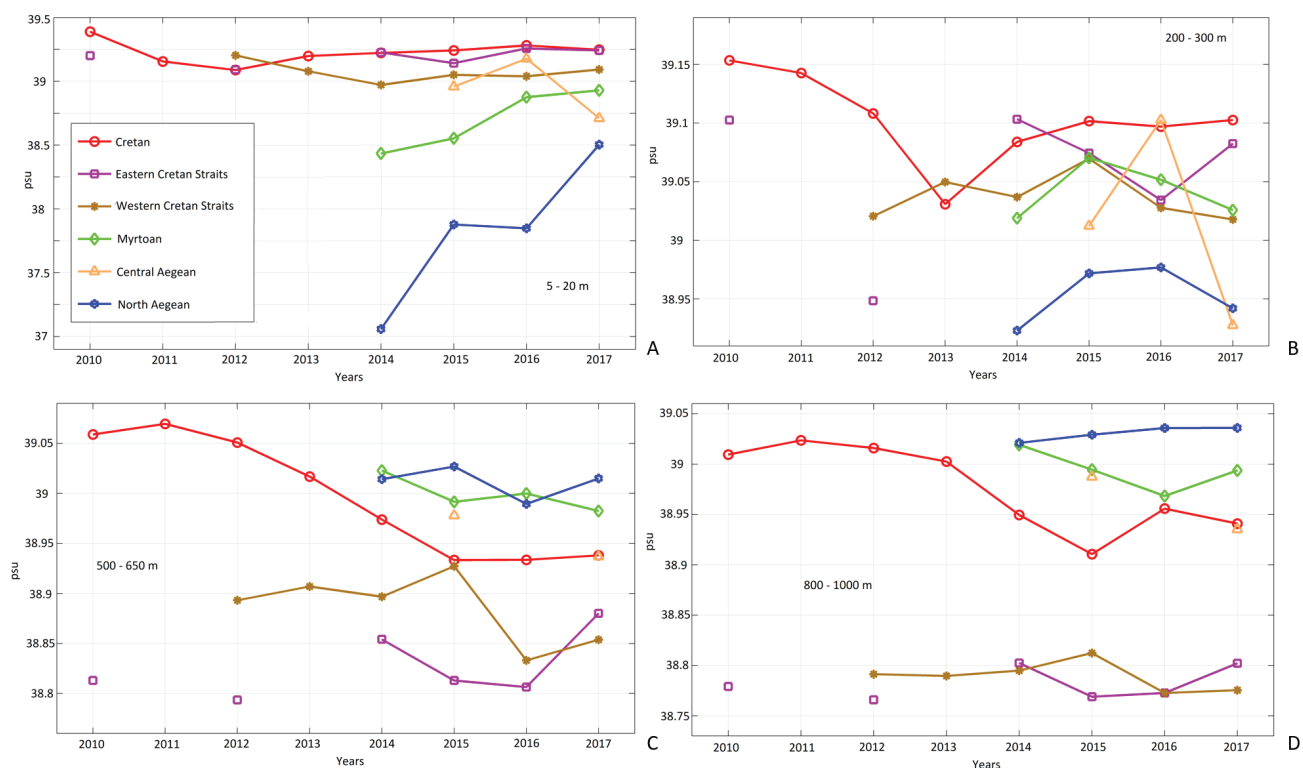 39.5
39
38.5
38
37.5
37
psu
Cretan
Eastern Cretan Straits
Western Cretan Straits
Myrtoan
Central Aegean
North Aegean
5 - 20 m
2010 2011 2012 2013 2014 2015 2016 2017
Years
A
39.15
39.1
39.05
39
38.95
psu
200 - 300 m
2010 2011 2012 2013 2014 2015 2016 2017
Years
B
39.05
39
38.95
38.9
38.85
38.8
psu
500 - 650 m
2010 2011 2012 2013 2014 2015 2016 2017
Years
C
39.05
39
38.95
38.9
38.85
38.8
38.75
psu
800 - 1000 m
2010 2011 2012 2013 2014 2015 2016 2017
Years
D